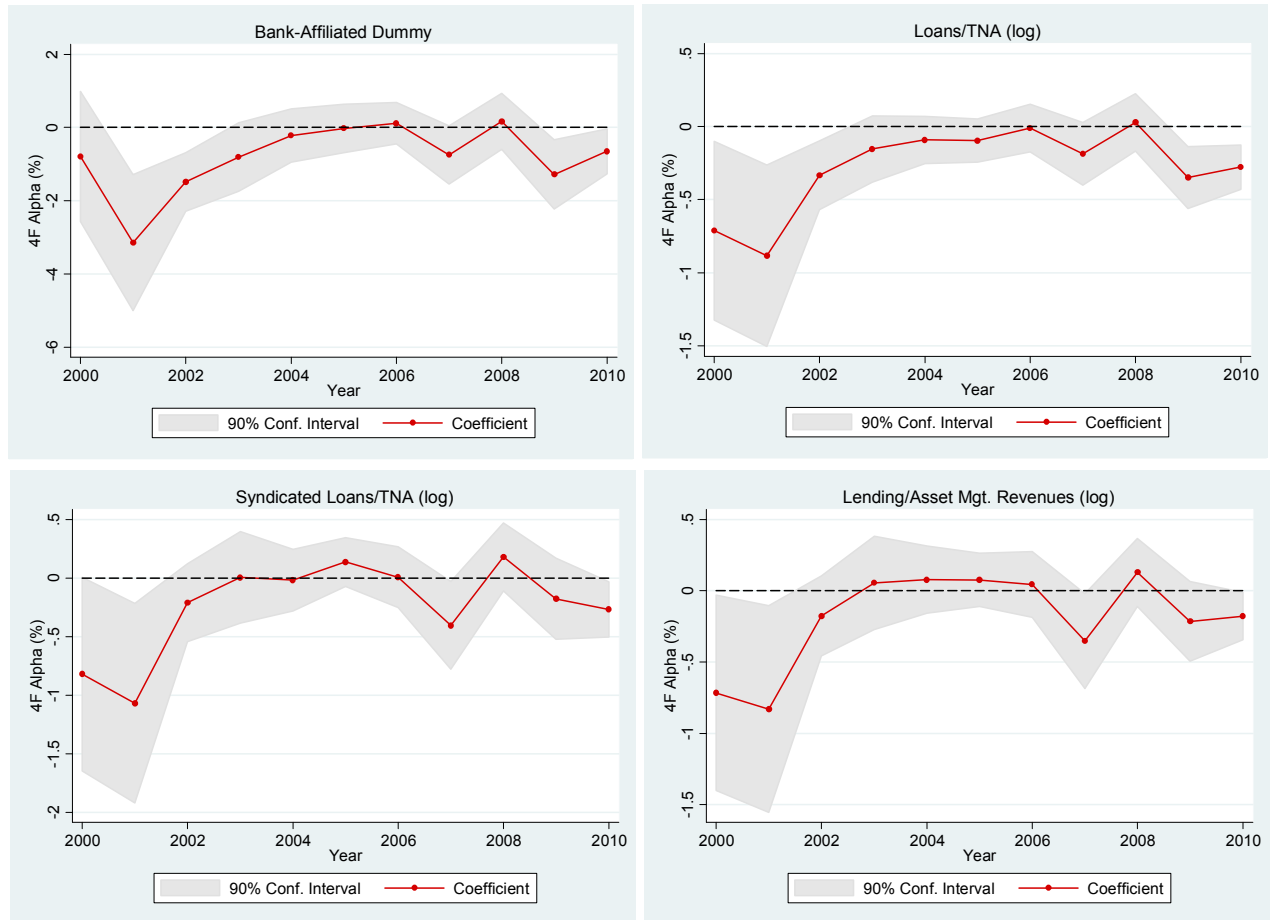 Bank-Affiliated Dummy
4F Alpha (%)
2
0
-2
-4
-6
2000 2002 2004 2006 2008 2010
Year
90% Conf. Interval Coefficient
Loans/TNA (log)
4F Alpha (%)
.5
0
-.5
-1
-1.5
2000 2002 2004 2006 2008 2010
Year
90% Conf. Interval Coefficient
Syndicated Loans/TNA (log)
4F Alpha (%)
.5
0
-.5
-1
-1.5
-2
2000 2002 2004 2006 2008 2010
Year
90% Conf. Interval Coefficient
Lending/Asset Mgt. Revenues (log)
4F Alpha (%)
.5
0
-.5
-1
-1.5
2000 2002 2004 2006 2008 2010
Year
90% Conf. Interval Coefficient